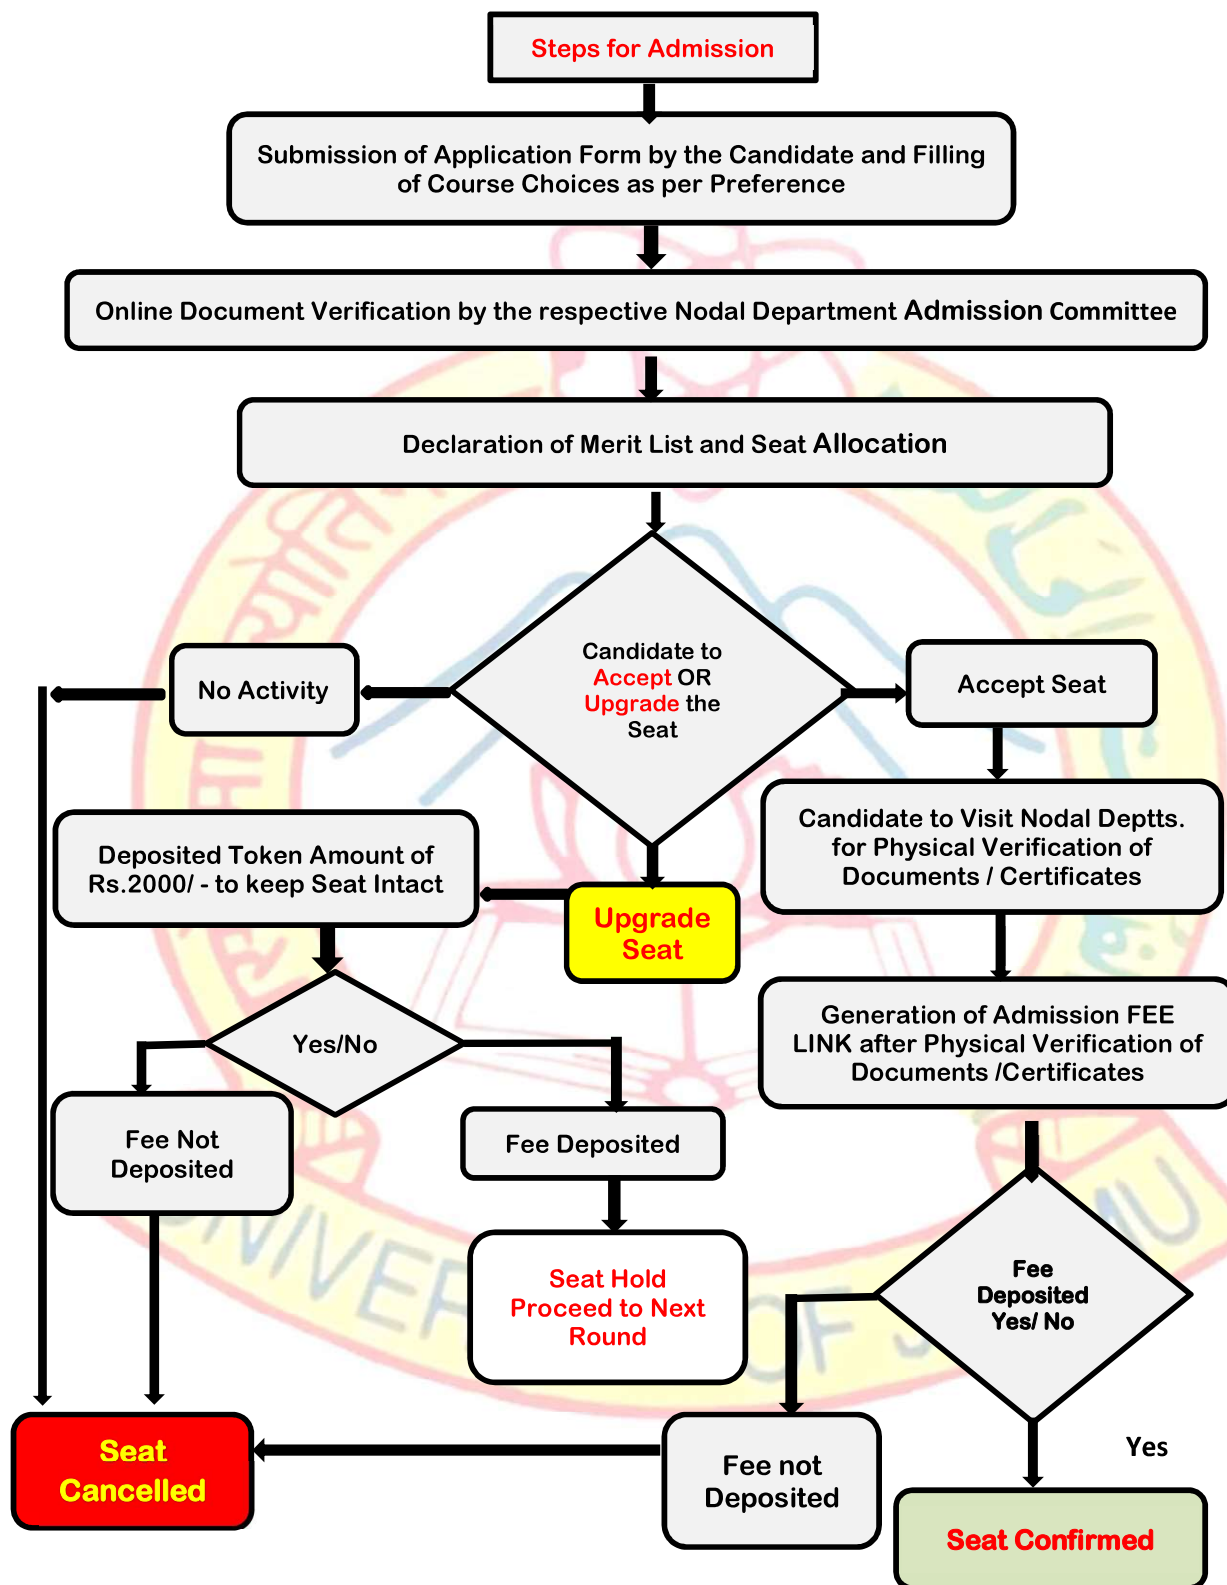 Steps for Admission
Submission of Application Form by the Candidate and Filling
of Course Choices as per Preference
Online Document Verification by the respective Nodal Department Admission Committee
Declaration of Merit List and Seat Allocation
Candidate to
Accept OR
Upgrade the
Seat
No Activity
Accept Seat
Candidate to Visit Nodal Deptts.
for Physical Verification of
Documents / Certificates
Deposited Token Amount of
Rs.2000/ - to keep Seat Intact
Upgrade
Seat
Generation of Admission FEE
LINK after Physical Verification of
Documents /Certificates
Yes/No
Fee Not
Deposited
Fee Deposited
Seat Hold
Proceed to Next
Round
Fee
Deposited
Yes/ No
Seat
Cancelled
Fee not
Deposited
Yes
Seat Confirmed